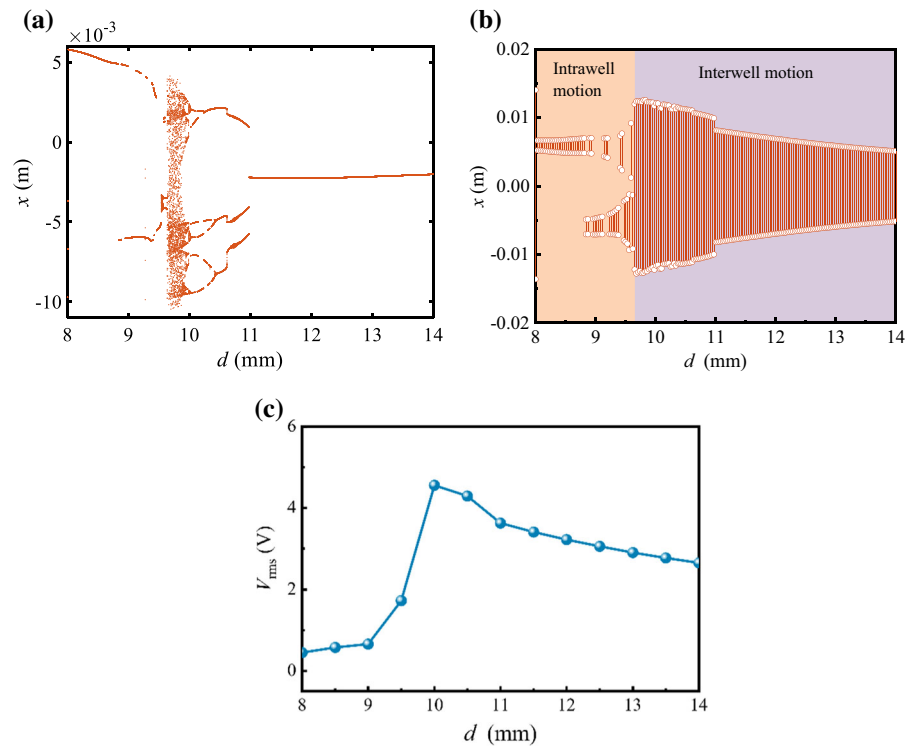 (a)
×10⁻³
5
0
-5
-10
x (m)
8 9 10 11 12 13 14
d (mm)
(b)
0.02
0.01
0.00
-0.01
-0.02
x (m)
Intrawell
motion
Interwell motion
8 9 10 11 12 13 14
d (mm)
(c)
6
4
2
0
Vrms (V)
8 9 10 11 12 13 14
d (mm)